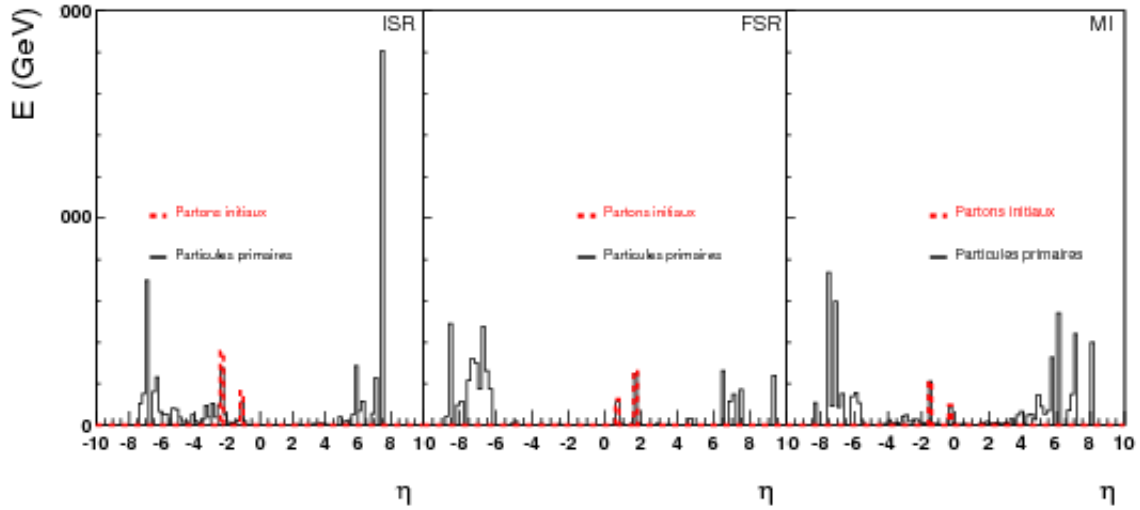 E (GeV)
000
000
0
ISR
Partons initiaux
Particules primaires
-10 -8 -6 -4 -2 0 2 4 6 8
η
FSR
Partons initiaux
Particules primaires
10 -8 -6 -4 -2 0 2 4 6 8
η
MI
Partons initiaux
Particules primaires
10 -8 -6 -4 -2 0 2 4 6 8 10
η